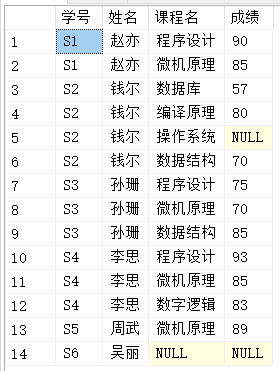 学号 姓名 课程名 成绩
1 S1 赵亦 程序设计 90
2 S1 赵亦 微机原理 85
3 S2 钱尔 数据库 57
4 S2 钱尔 编译原理 80
5 S2 钱尔 操作系统 NULL
6 S2 钱尔 数据结构 70
7 S3 孙珊 程序设计 75
8 S3 孙珊 微机原理 70
9 S3 孙珊 数据结构 85
10 S4 李思 程序设计 93
11 S4 李思 微机原理 85
12 S4 李思 数字逻辑 83
13 S5 周武 微机原理 89
14 S6 吴丽 NULL NULL